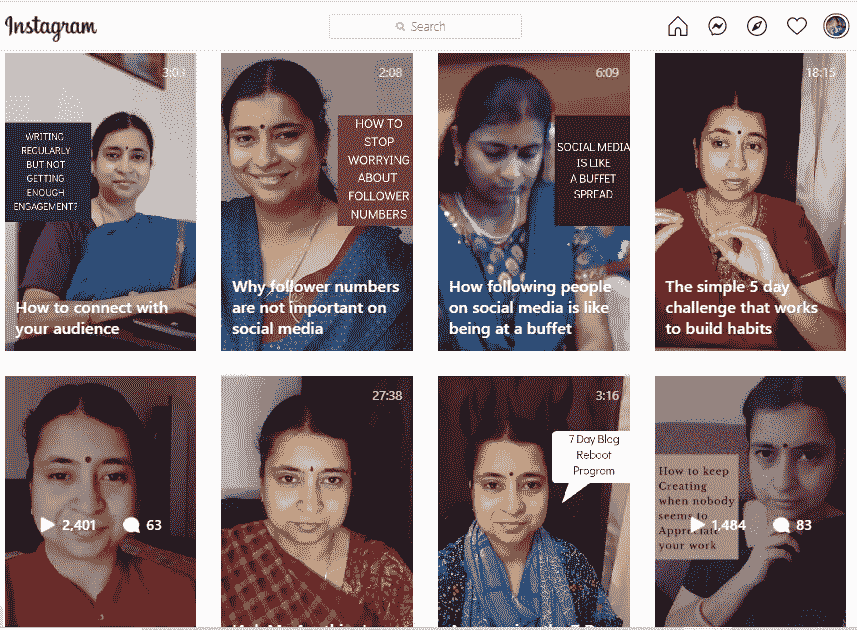 Instagram
Search
3:03
WRITING
REGULARLY
BUT NOT
GETTING
ENOUGH
ENGAGEMENT?
How to connect with
your audience
2:08
HOW TO
STOP
WORRYING
ABOUT
FOLLOWER
NUMBERS
Why follower numbers
are not important on
social media
6:09
SOCIAL MEDIA
IS LIKE
A BUFFET
SPREAD
How following people
on social media is like
being at a buffet
18:15
The simple 5 day
challenge that works
to build habits
2,401 63
27:38
3:16
7 Day Blog
Reboot
Program
How to keep
Creating
when nobody
seems to
Appreciate
your work
1,484 83